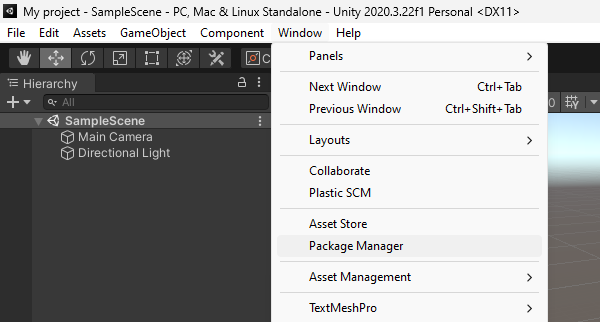 My project - SampleScene - PC, Mac & Linux Standalone - Unity 2020.3.22f1 Personal <DX11>
File Edit Assets GameObject Component Window Help
Hierarchy
All
SampleScene
Main Camera
Directional Light
Panels
Next Window Ctrl+Tab
Previous Window Ctrl+Shift+Tab
Layouts
Collaborate
Plastic SCM
Asset Store
Package Manager
Asset Management
TextMeshPro